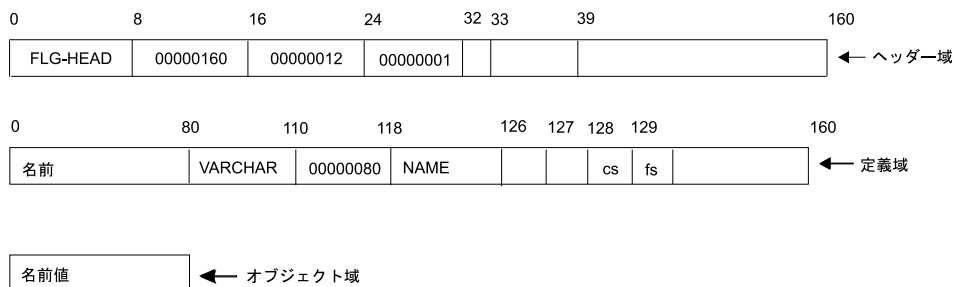 0 8 16 24 32 33 39 160
FLG-HEAD 00000160 00000012 00000001 ヘッダー域
0 80 110 118 126 127 128 129 160
名前 VARCHAR 00000080 NAME cs fs 定義域
名前値 オブジェクト域